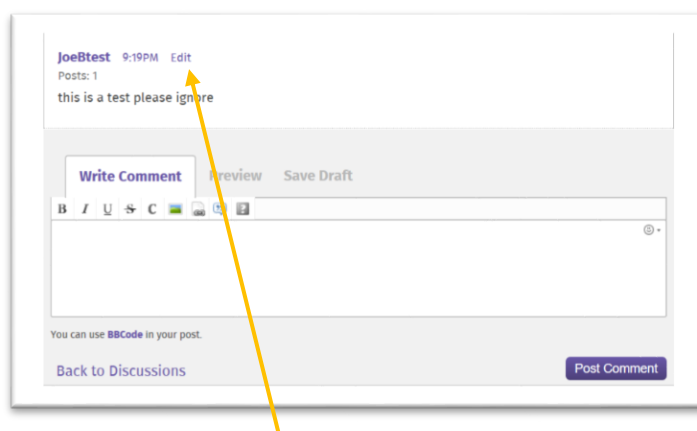 JoeBtest 9:19PM Edit
Posts: 1
this is a test please ignore
Write Comment Preview Save Draft
B I U S C
You can use BBCode in your post.
Back to Discussions Post Comment